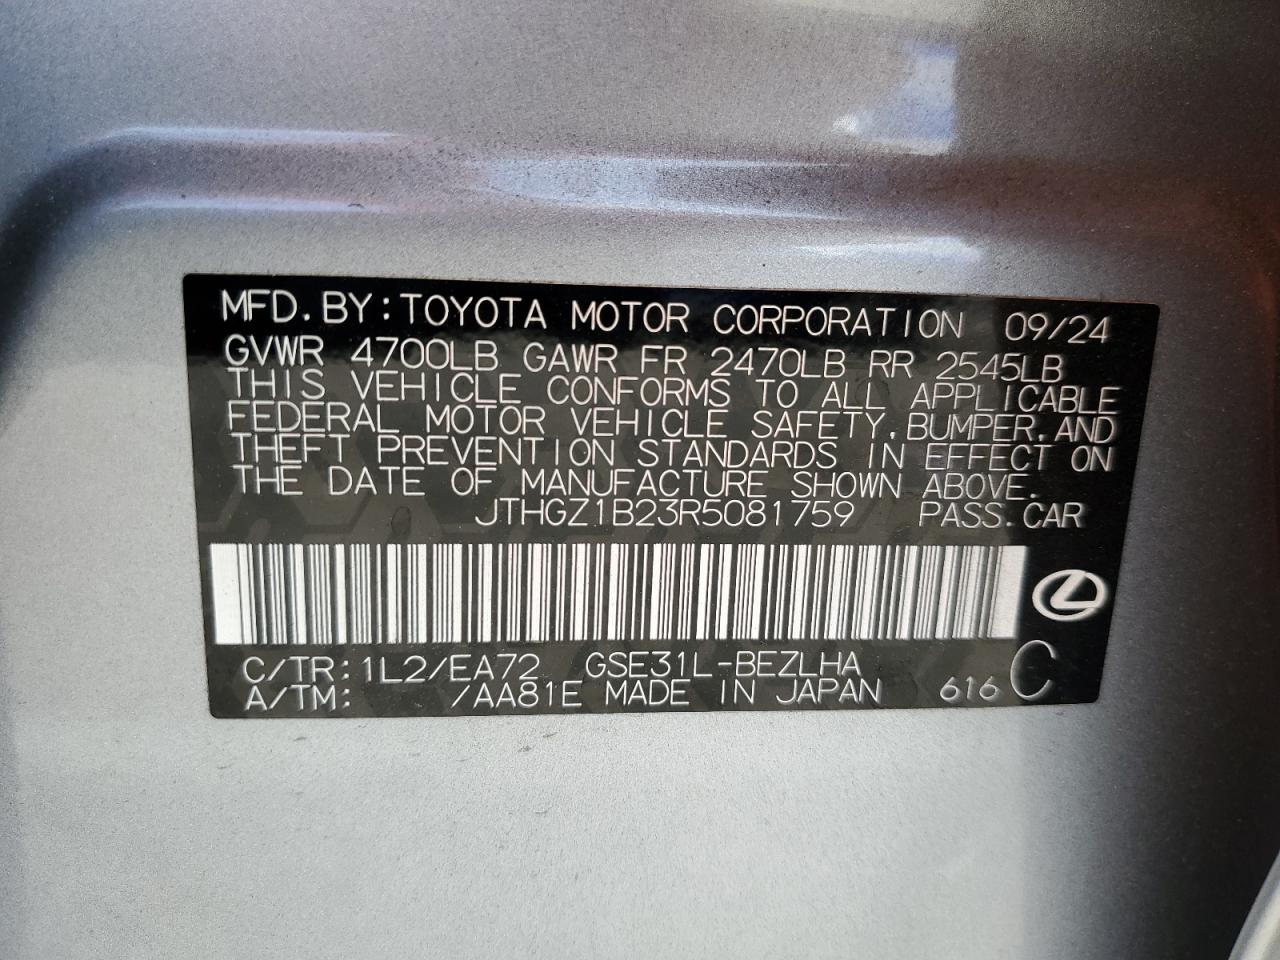 MFD. BY: TOYOTA MOTOR CORPORATION 09/24
GVWR 4700LB GAWR FR 2470LB RR 2545LB
THIS VEHICLE CONFORMS TO ALL APPLICABLE
FEDERAL MOTOR VEHICLE SAFETY, BUMPER, AND
THEFT PREVENTION STANDARDS IN EFFECT ON
THE DATE OF MANUFACTURE SHOWN ABOVE.
JTHGZ1B23R5081759 PASS. CAR
C/TR: 1L2/EA72 GSE31L-BEZLHA
A/TM: /AA81E MADE IN JAPAN 616 C